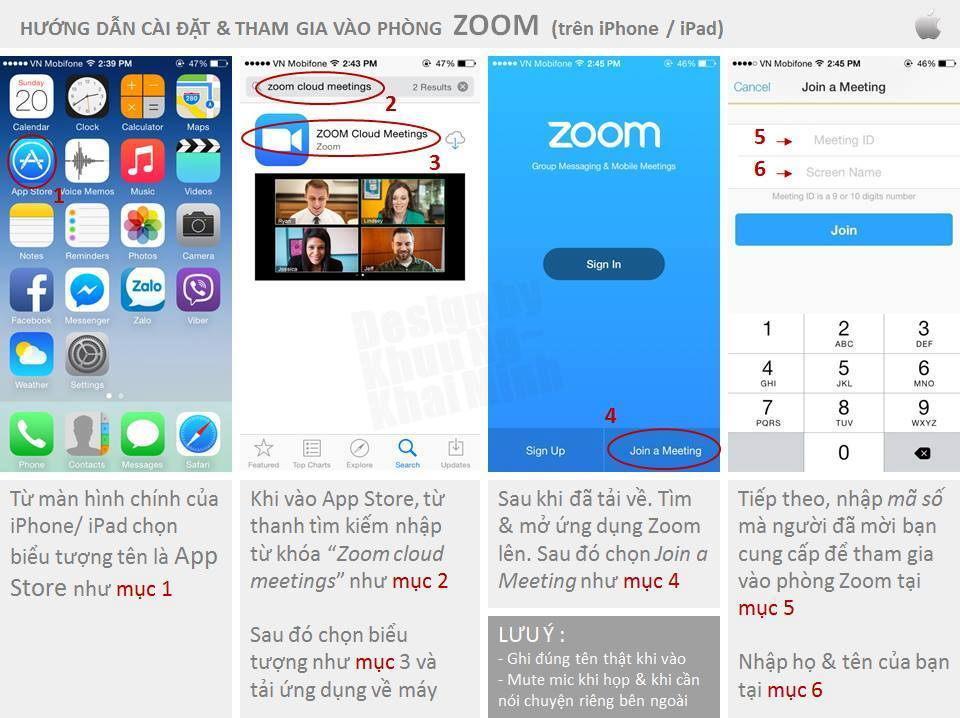 HƯỚNG DẪN CÀI ĐẶT & THAM GIA VÀO PHÒNG ZOOM (trên iPhone / iPad)
●●●●● VN Mobifone 2:39 PM 47%
Sunday
20
Calendar Clock Calculator Maps
280
App Store Voice Memos Music Videos
1
Notes Reminders Photos Camera
Zalo
Facebook Messenger Zalo Viber
Weather Settings
Phone Contacts Messages Safari
Từ màn hình chính của
iPhone/ iPad chọn
biểu tượng tên là App
Store như mục 1
●●●●● VN Mobifone 2:43 PM 47%
zoom cloud meetings 2 Results
2
ZOOM Cloud Meetings
Zoom
3
Ryan Lindsey
Jessica Jeff
Design by
Khưu Ng~
Khai Minh
Featured Top Charts Explore Search Updates
Khi vào App Store, từ
thanh tìm kiếm nhập
từ khóa “Zoom cloud
meetings” như mục 2
Sau đó chọn biểu
tượng như mục 3 và
tải ứng dụng về máy
●●●●● VN Mobifone 2:45 PM 46%
zoom
Group Messaging & Mobile Meetings
Sign In
4
Sign Up Join a Meeting
Sau khi đã tải về. Tìm
& mở ứng dụng Zoom
lên. Sau đó chọn Join a
Meeting như mục 4
LƯU Ý :
- Ghi đúng tên thật khi vào
- Mute mic khi họp & khi cần
nói chuyện riêng bên ngoài
●●●●○ VN Mobifone 2:45 PM 46%
Cancel Join a Meeting
5 Meeting ID
6 Screen Name
Meeting ID is a 9 or 10 digits number
Join
1 2 3
ABC DEF
4 5 6
GHI JKL MNO
7 8 9
PQRS TUV WXYZ
0
Tiếp theo, nhập mã số
mà người đã mời bạn
cung cấp để tham gia
vào phòng Zoom tại
mục 5
Nhập họ & tên của bạn
tại mục 6